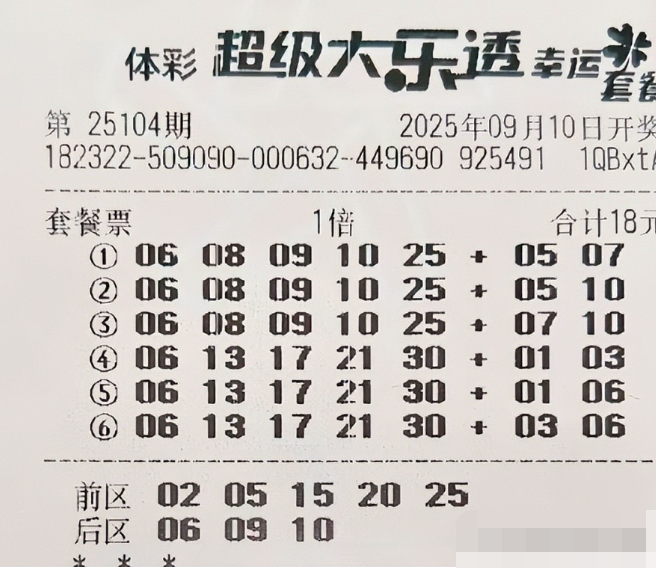 体彩 超级大乐透 幸运套餐
第 25104期 2025年09月10日开奖
182322-509090-000632-449690 925491 1QBxtA
套餐票 1倍 合计18元
① 06 08 09 10 25 + 05 07
② 06 08 09 10 25 + 05 10
③ 06 08 09 10 25 + 07 10
④ 06 13 17 21 30 + 01 03
⑤ 06 13 17 21 30 + 01 06
⑥ 06 13 17 21 30 + 03 06
前区 02 05 15 20 25
后区 06 09 10
* * *